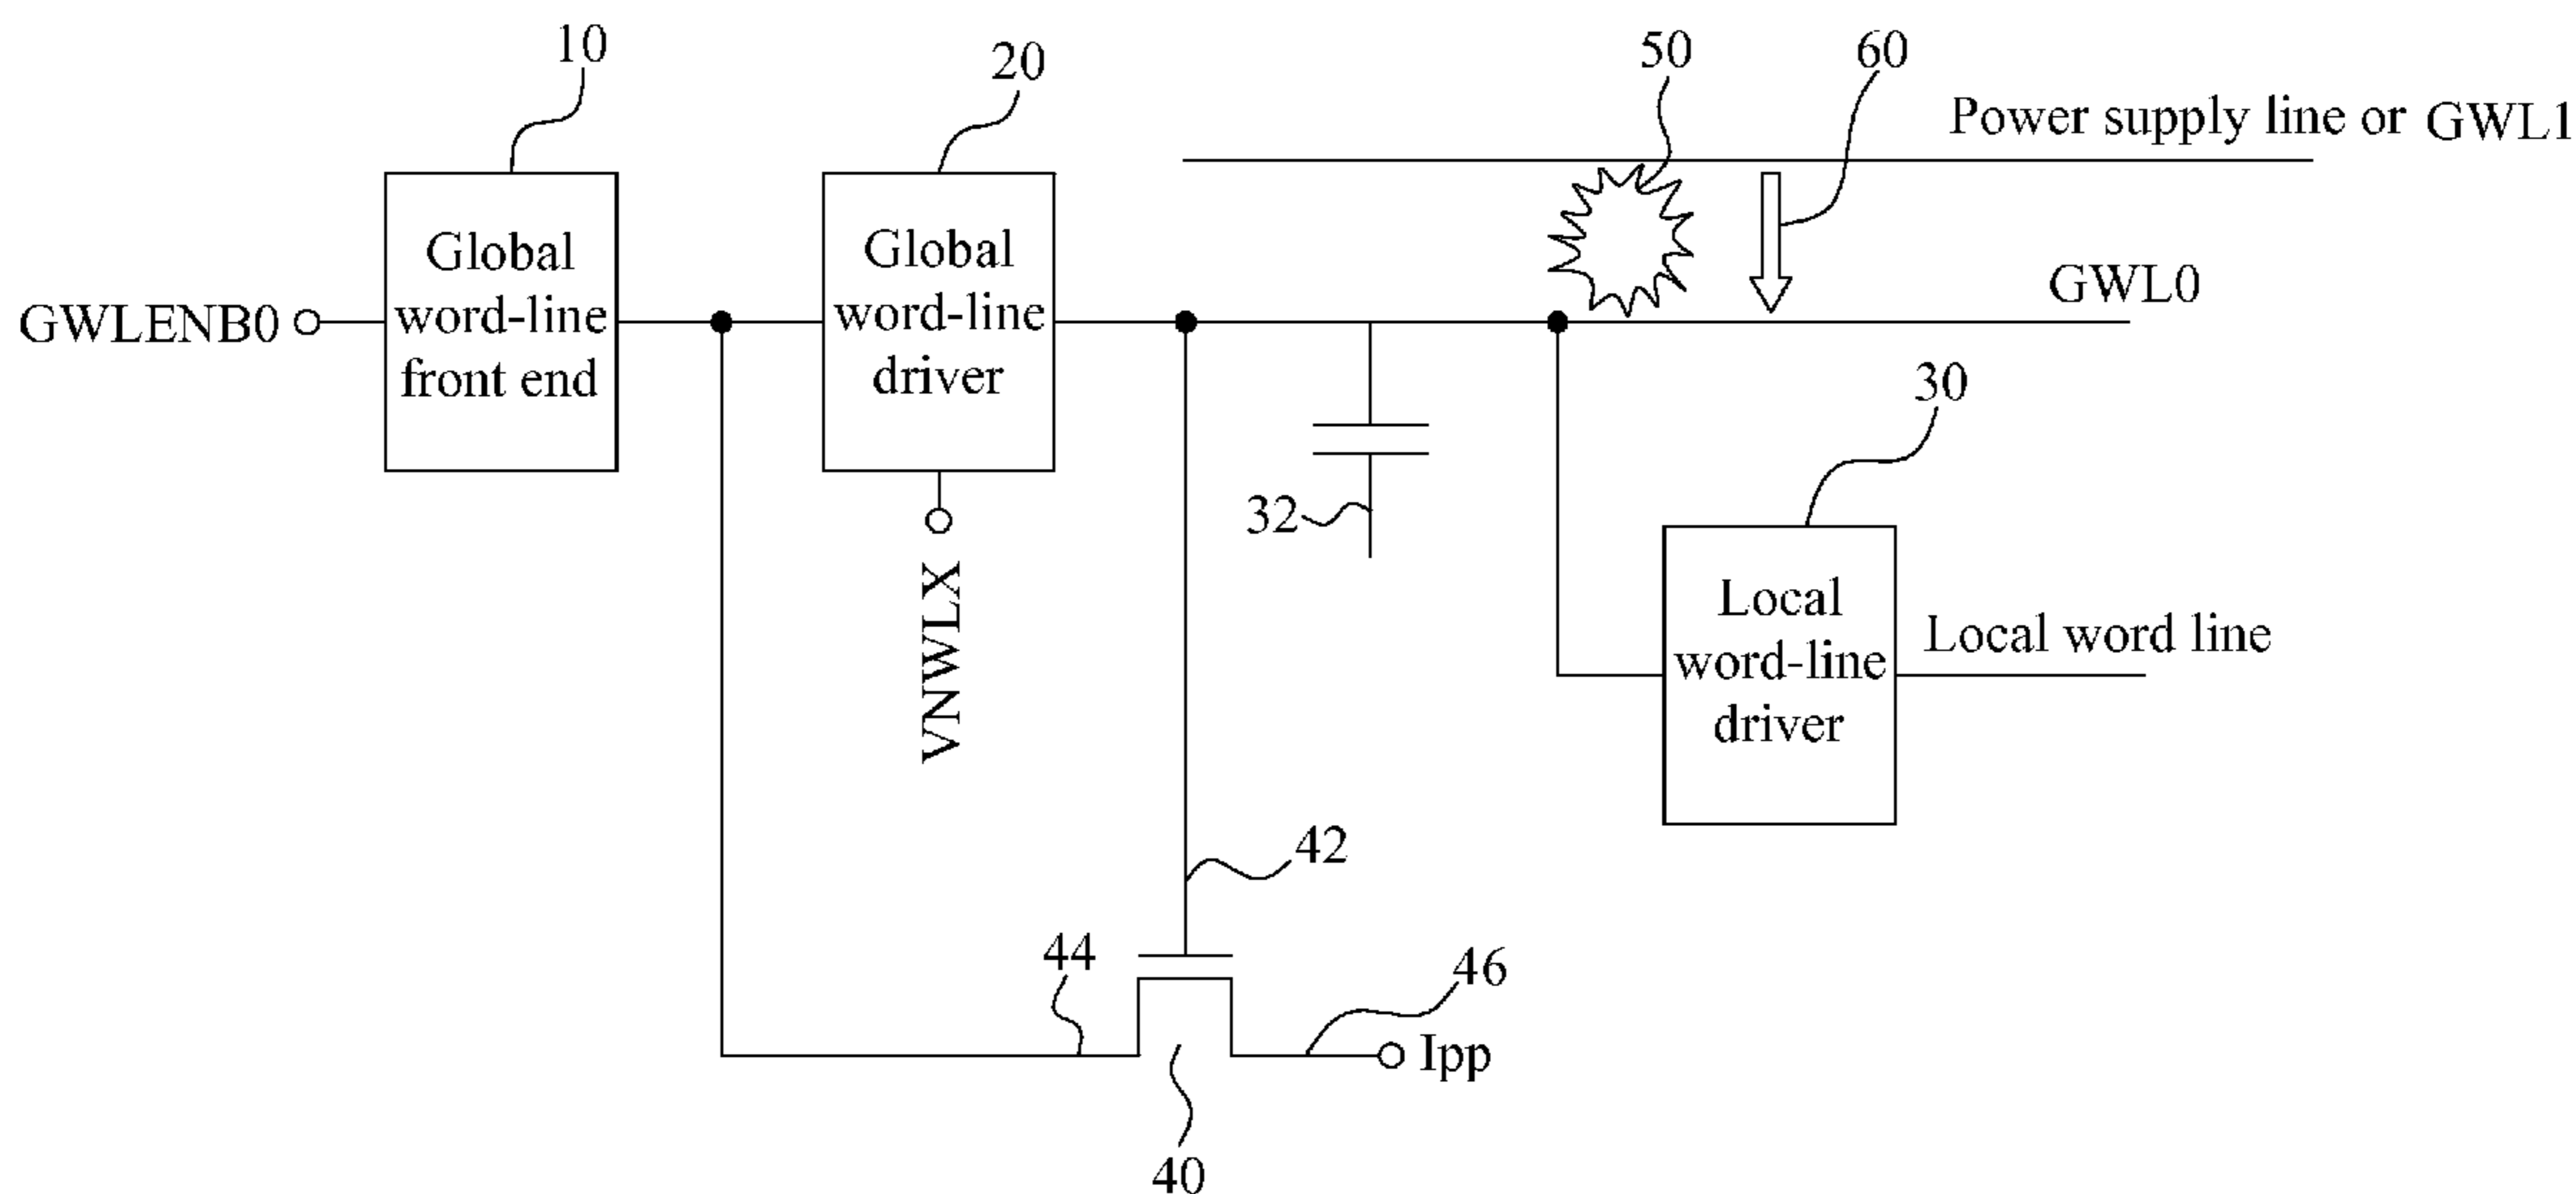 10
20
50
60
Power supply line or GWL1
Global
word-line
front end
Global
word-line
driver
GWLENB0
GWL0
30
32
VNWLX
Local
word-line
driver
Local word line
42
44
46
Ipp
40